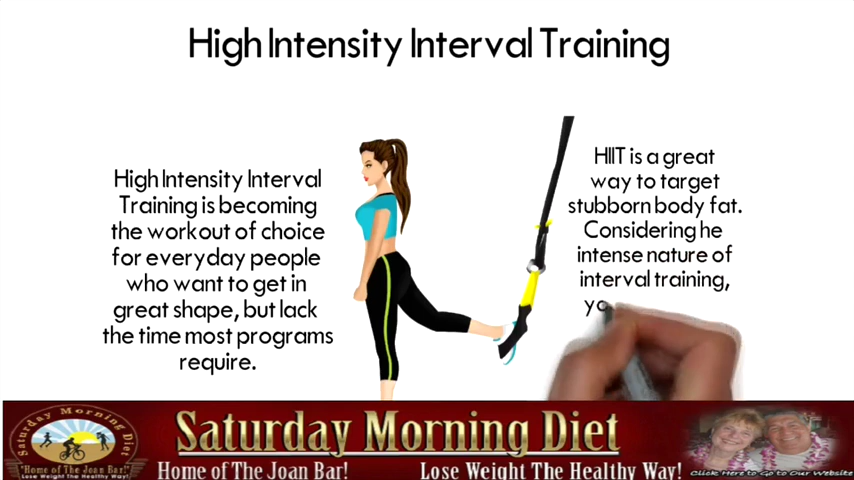 High Intensity Interval Training
High Intensity Interval
Training is becoming
the workout of choice
for everyday people
who want to get in
great shape, but lack
the time most programs
require.
HIIT is a great
way to target
stubborn body fat.
Considering he
intense nature of
interval training,
yo
Saturday Morning Diet
"Home of The Joan Bar!"
Lose Weight The Healthy Way!
Saturday Morning Diet
Home of The Joan Bar!
Lose Weight The Healthy Way!
Click Here to Go to Our Website